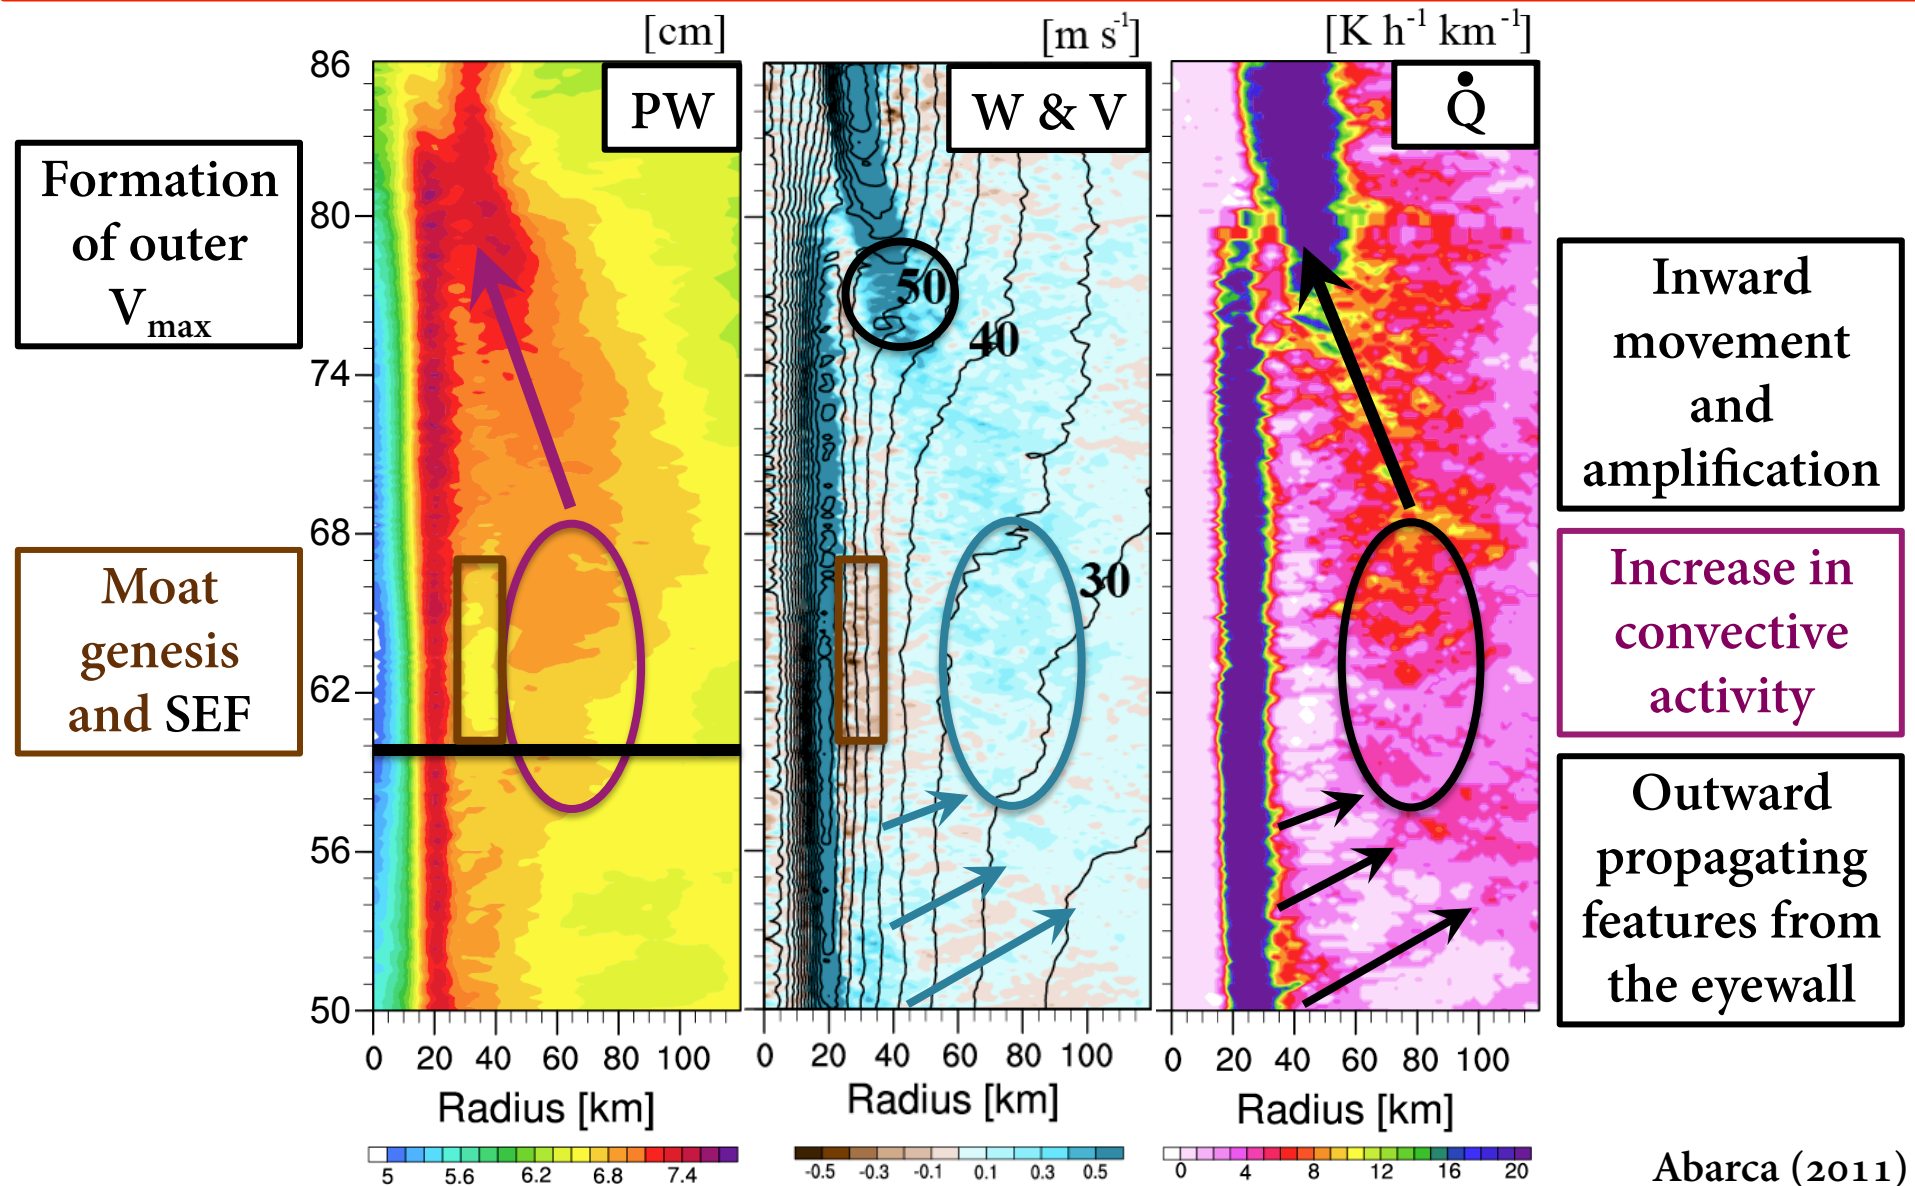 [cm]
[m s-1]
[K h-1 km-1]
PW
W & V
Q̇
86
80
74
68
62
56
50
Formation
of outer
Vmax
Moat
genesis
and SEF
50
40
30
Inward
movement
and
amplification
Increase in
convective
activity
Outward
propagating
features from
the eyewall
0 20 40 60 80 100
Radius [km]
5 5.6 6.2 6.8 7.4
0 20 40 60 80 100
Radius [km]
-0.5 -0.3 -0.1 0.1 0.3 0.5
0 20 40 60 80 100
Radius [km]
0 4 8 12 16 20
Abarca (2011)